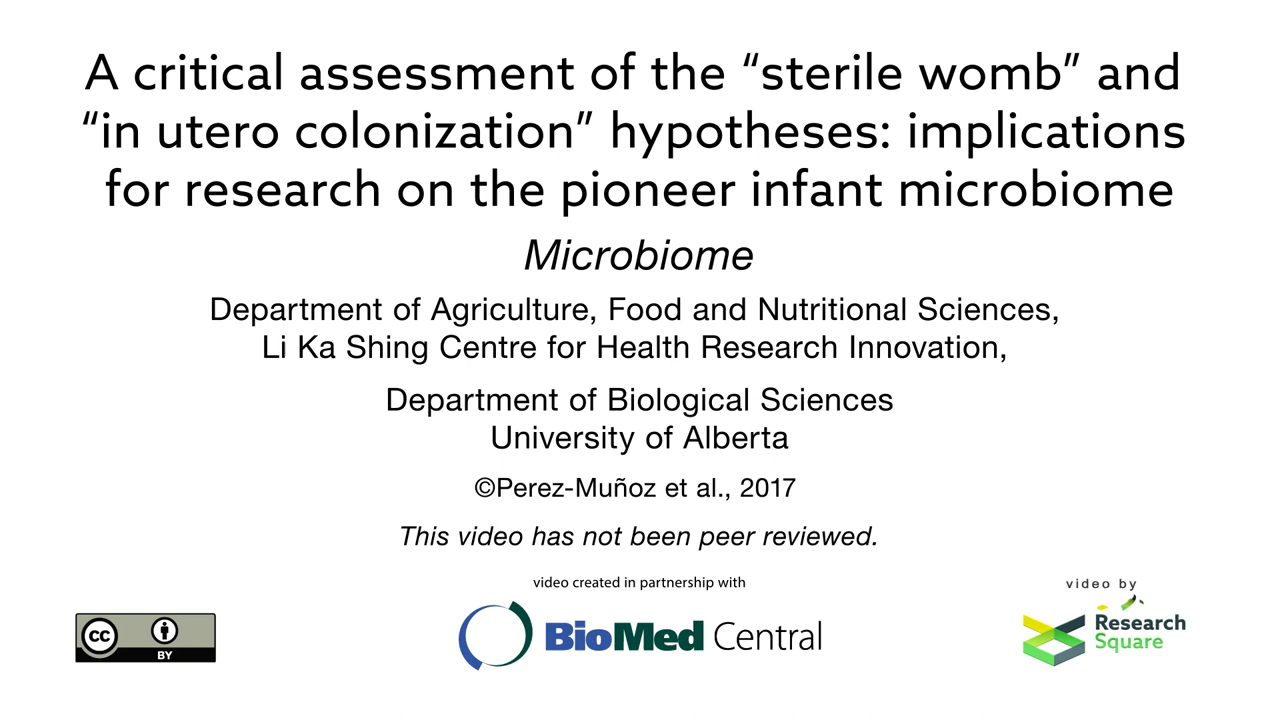 A critical assessment of the “sterile womb” and
“in utero colonization” hypotheses: implications
for research on the pioneer infant microbiome
Microbiome
Department of Agriculture, Food and Nutritional Sciences,
Li Ka Shing Centre for Health Research Innovation,
Department of Biological Sciences
University of Alberta
©Perez-Muñoz et al., 2017
This video has not been peer reviewed.
video created in partnership with
BioMed Central
video by
Research
Square
cc
BY